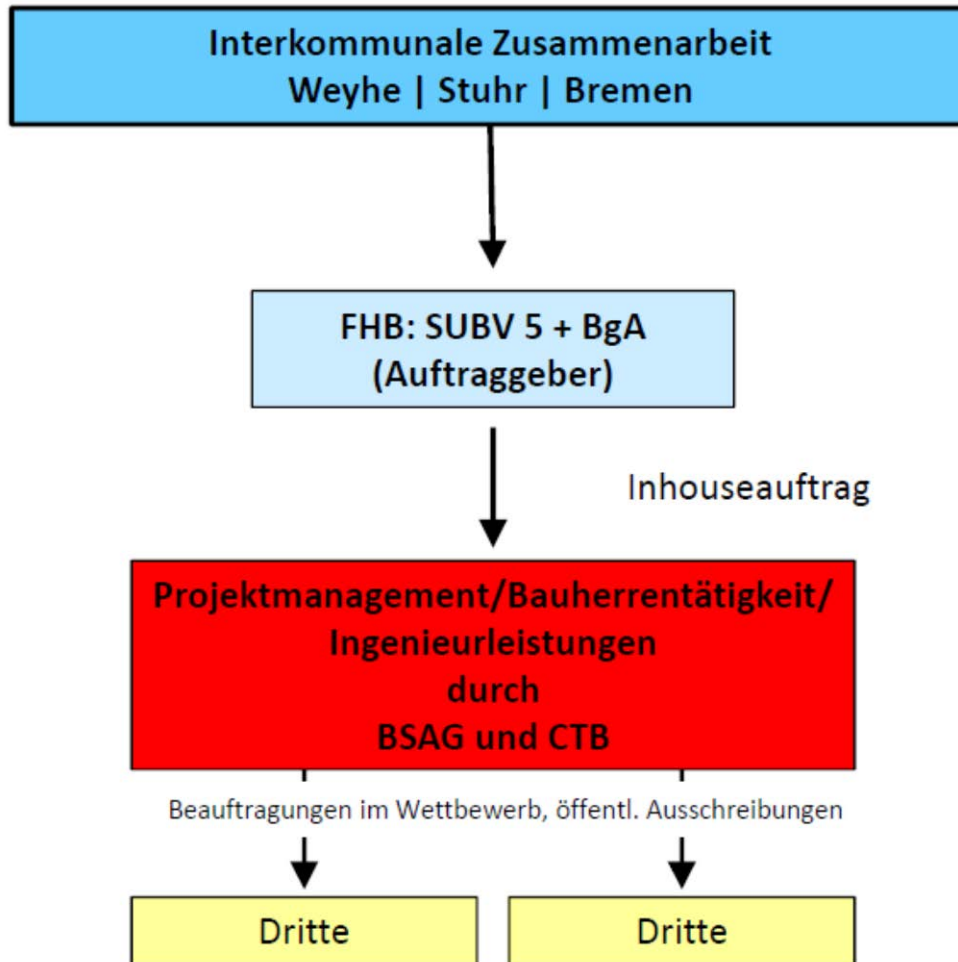 Interkommunale Zusammenarbeit
Weyhe | Stuhr | Bremen
FHB: SUBV 5 + BgA
(Auftraggeber)
Inhouseauftrag
Projektmanagement/Bauherrentätigkeit/
Ingenieurleistungen
durch
BSAG und CTB
Beauftragungen im Wettbewerb, öffentl. Ausschreibungen
Dritte
Dritte